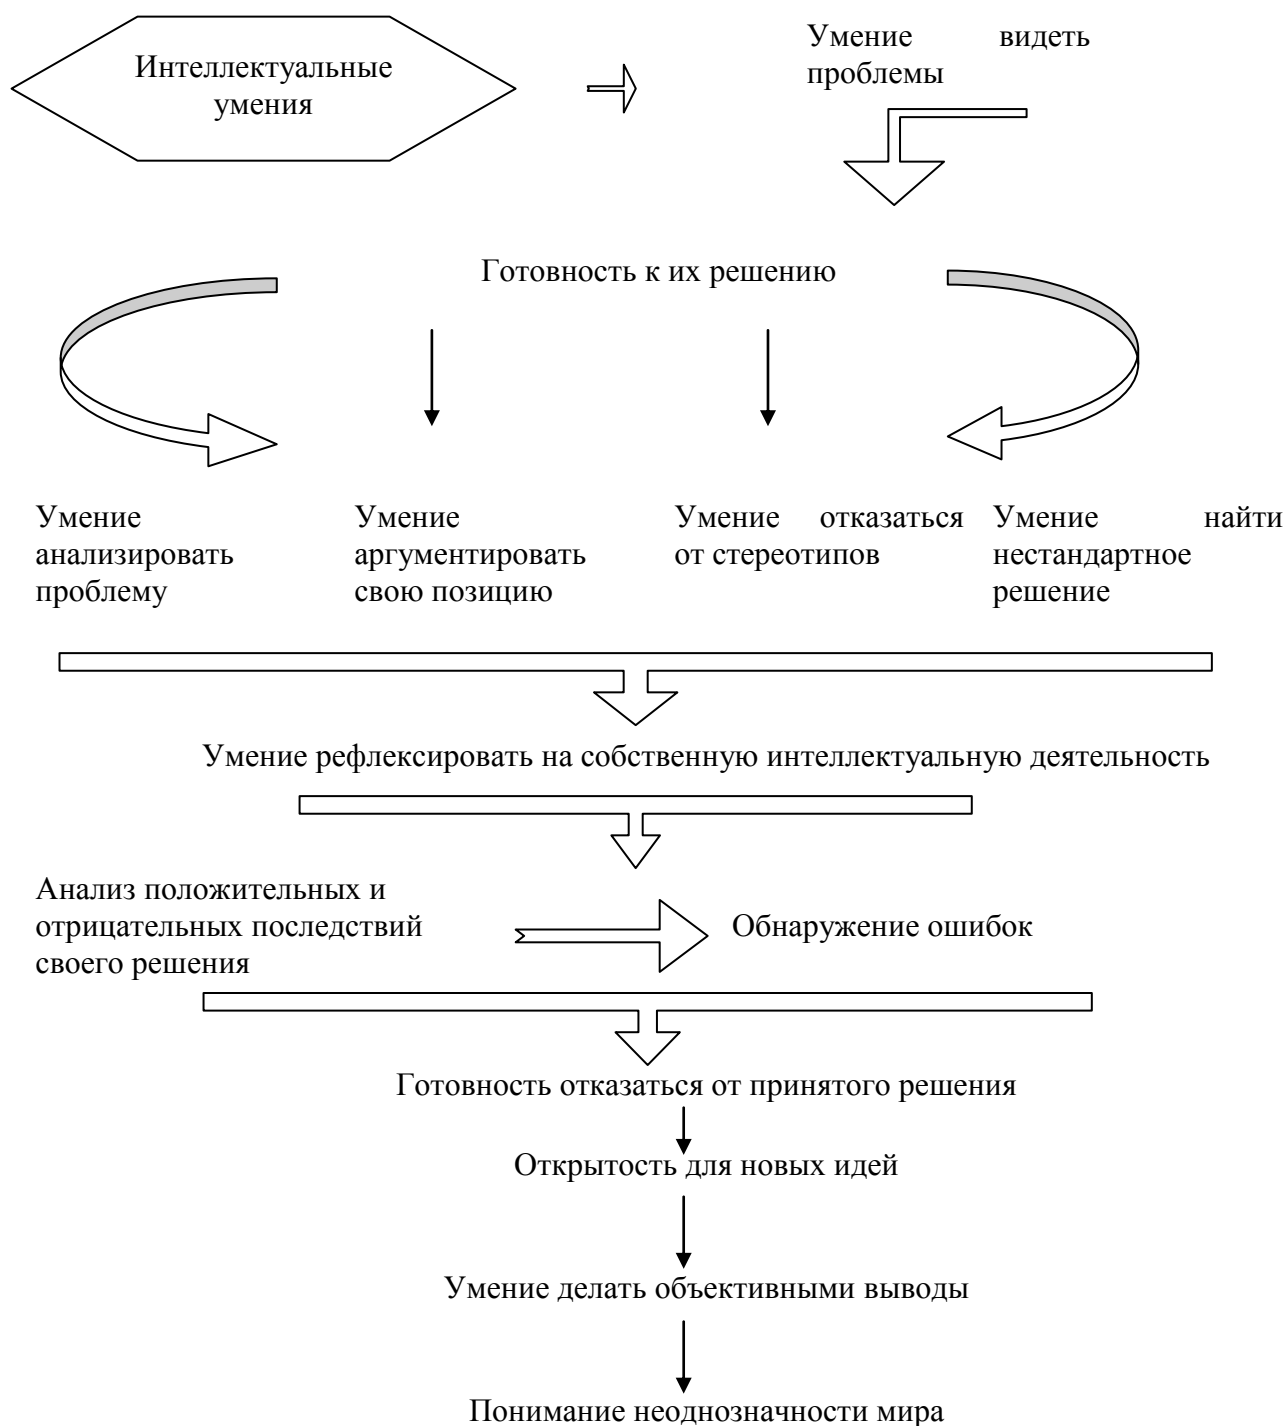 Интеллектуальные
умения
Умение видеть
проблемы
Готовность к их решению
Умение
анализировать
проблему
Умение
аргументировать
свою позицию
Умение отказаться
от стереотипов
Умение найти
нестандартное
решение
Умение рефлексировать на собственную интеллектуальную деятельность
Анализ положительных и
отрицательных последствий
своего решения
Обнаружение ошибок
Готовность отказаться от принятого решения
Открытость для новых идей
Умение делать объективными выводы
Понимание неоднозначности мира